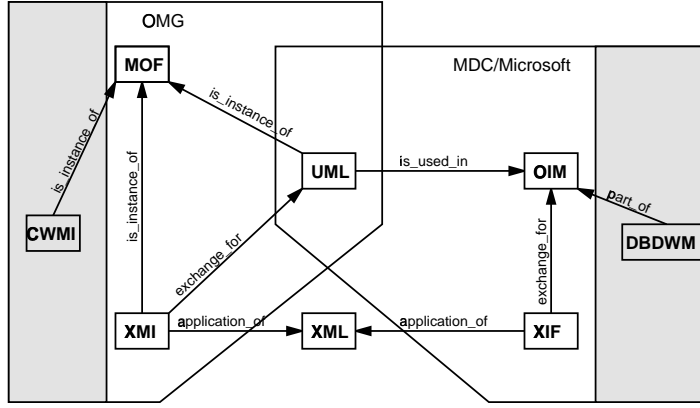 OMG
MOF
MDC/Microsoft
is_instance_of
is_instance_of
is_instance_of
UML
is_used_in
OIM
part_of
CWMI
DBDWM
exchange_for
exchange_for
XMI
application_of
XML
application_of
XIF